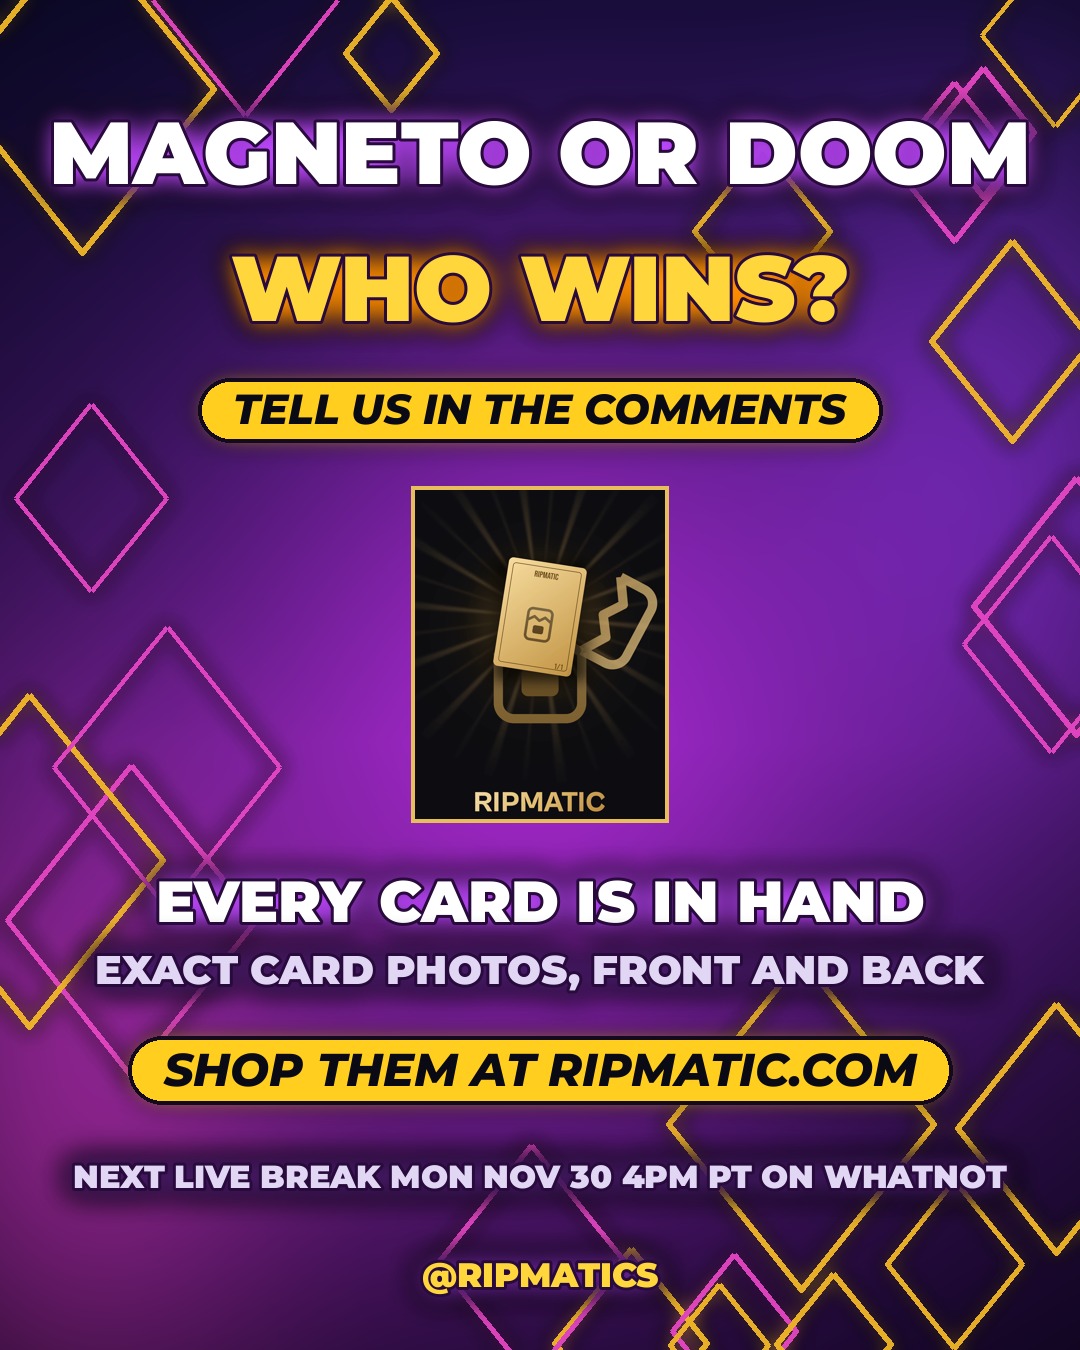 MAGNETO OR DOOM
WHO WINS?
TELL US IN THE COMMENTS
RIPMATIC
1/1
RIPMATIC
EVERY CARD IS IN HAND
EXACT CARD PHOTOS, FRONT AND BACK
SHOP THEM AT RIPMATIC.COM
NEXT LIVE BREAK MON NOV 30 4PM PT ON WHATNOT
@RIPMATICS